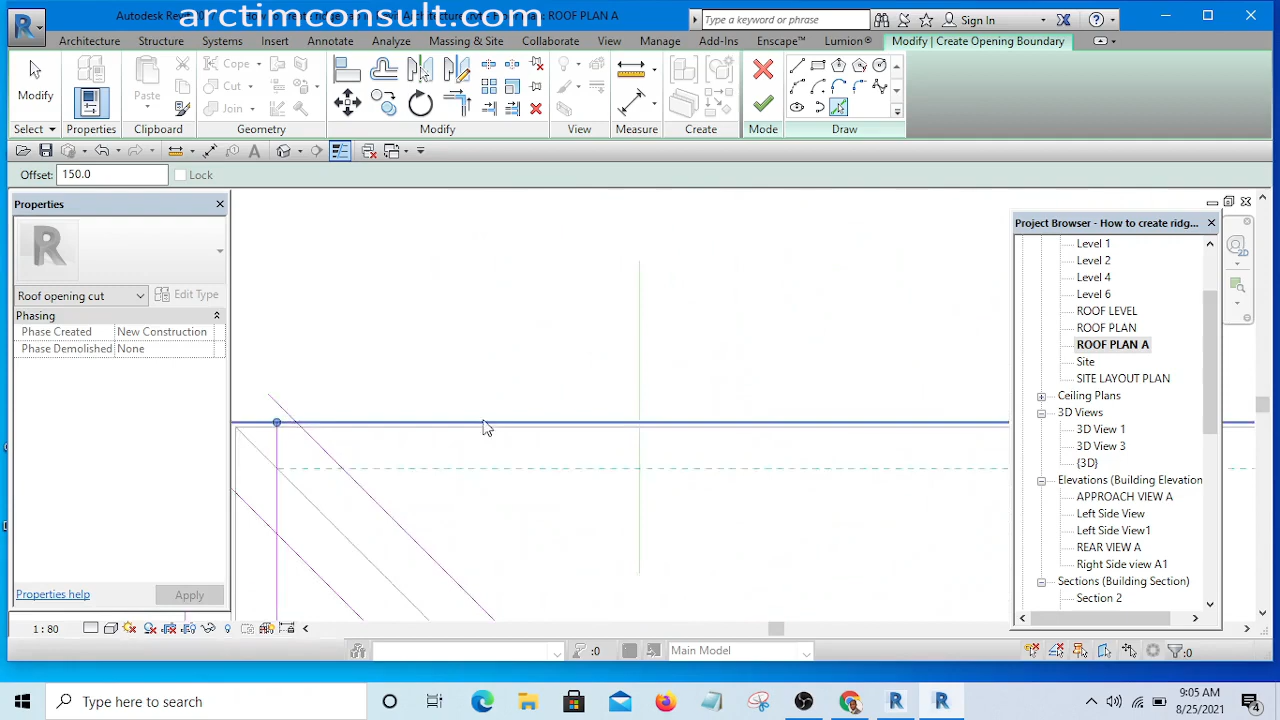 Autodesk Revit
arctimconsult.com
ROOF PLAN A
Type a keyword or phrase
Sign In
Architecture
Structure
Systems
Insert
Annotate
Analyze
Massing & Site
Collaborate
View
Manage
Add-Ins
Enscape™
Lumion®
Modify | Create Opening Boundary
Modify
Paste
Cope
Cut
Join
Select
Properties
Clipboard
Geometry
Modify
View
Measure
Create
Mode
Draw
Offset: 150.0
Lock
Properties
Roof opening cut
Edit Type
Phasing
Phase Created New Construction
Phase Demolished None
Properties help
Apply
Project Browser - How to create ridg...
Level 1
Level 2
Level 4
Level 6
ROOF LEVEL
ROOF PLAN
ROOF PLAN A
Site
SITE LAYOUT PLAN
Ceiling Plans
3D Views
3D View 1
3D View 3
{3D}
Elevations (Building Elevation
APPROACH VIEW A
Left Side View
Left Side View1
REAR VIEW A
Right Side view A1
Sections (Building Section)
Section 2
1 : 80
:0
Main Model
:0
Type here to search
9:05 AM
8/25/2021
4